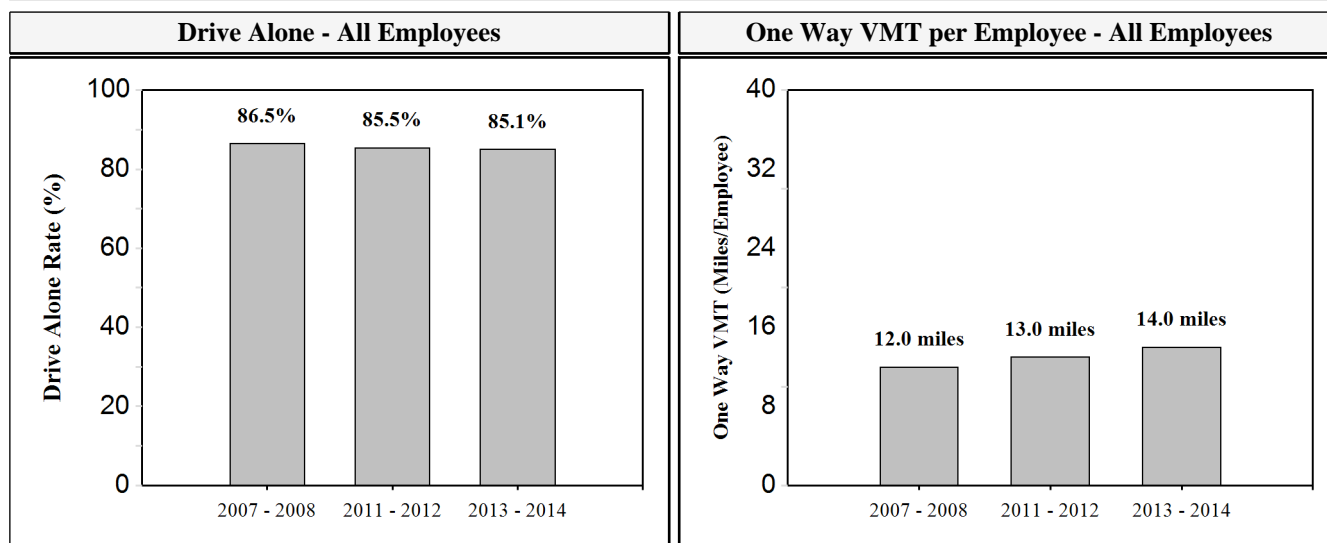 Drive Alone - All Employees
One Way VMT per Employee - All Employees
Drive Alone Rate (%)
100
80
60
40
20
0
86.5%
85.5%
85.1%
2007 - 2008
2011 - 2012
2013 - 2014
One Way VMT (Miles/Employee)
40
32
24
16
8
0
12.0 miles
13.0 miles
14.0 miles
2007 - 2008
2011 - 2012
2013 - 2014